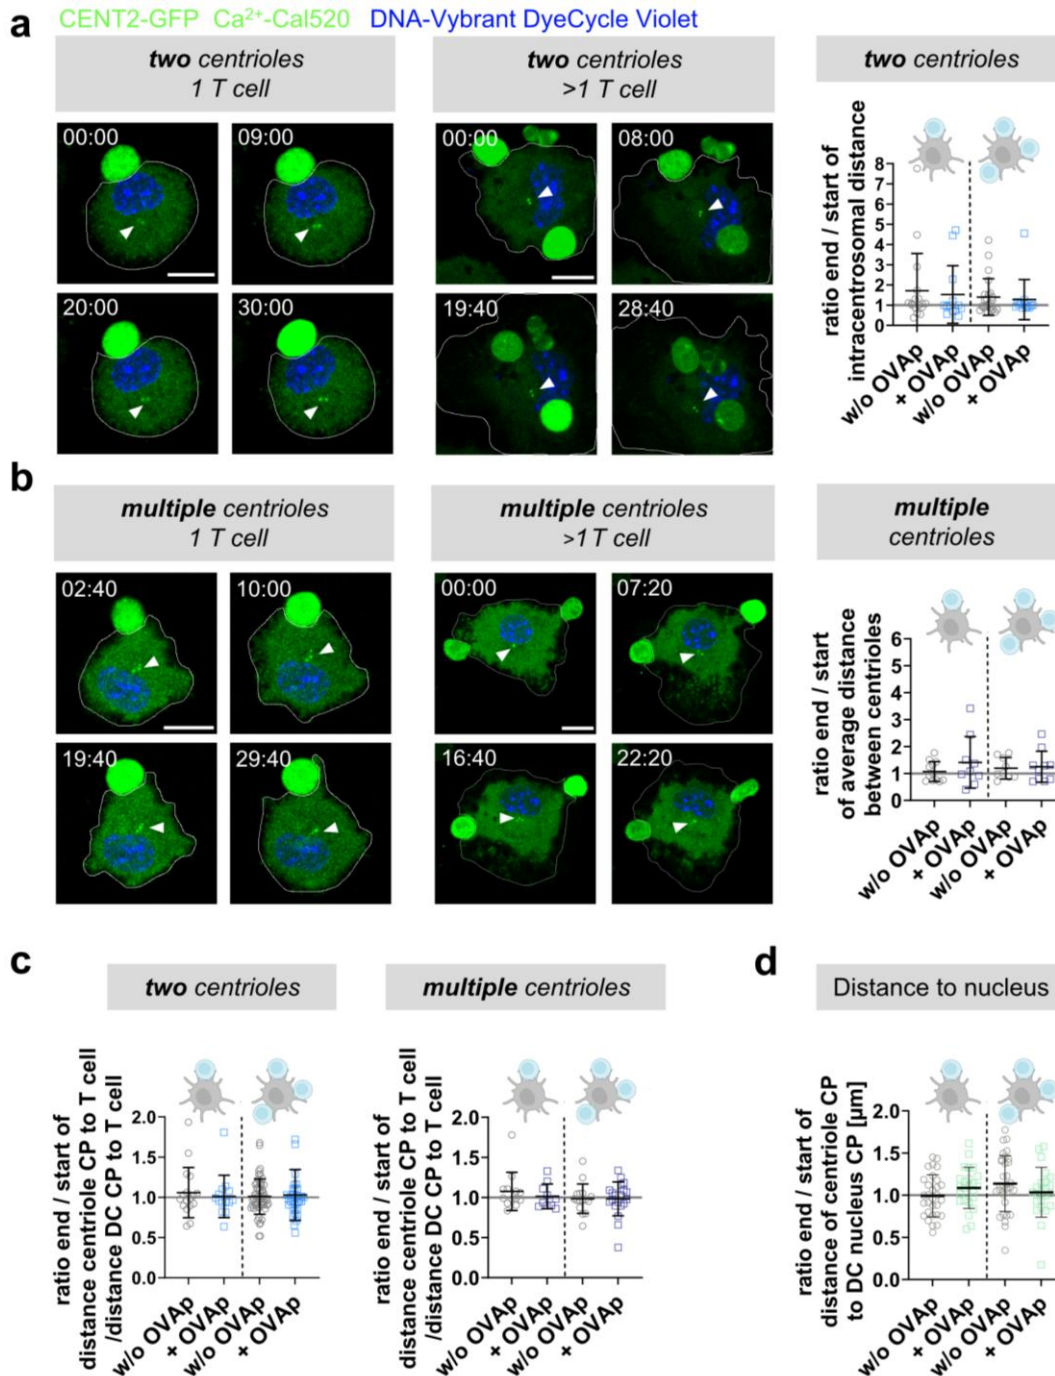 a
CENT2-GFP Ca²⁺-Cal520 DNA-Vybrant DyeCycle Violet
two centrioles
1 T cell
00:00
09:00
20:00
30:00
two centrioles
>1 T cell
00:00
08:00
19:40
28:40
two centrioles
ratio end / start of
intracentrosomal distance
8
7
6
5
4
3
2
1
0
w/o OVAp
+ OVAp
w/o OVAp
+ OVAp
b
multiple centrioles
1 T cell
02:40
10:00
19:40
29:40
multiple centrioles
>1 T cell
00:00
07:20
16:40
22:20
multiple
centrioles
ratio end / start
of average distance
between centrioles
6
5
4
3
2
1
0
w/o OVAp
+ OVAp
w/o OVAp
+ OVAp
c
two centrioles
ratio end / start of
distance centriole CP to T cell
/distance DC CP to T cell
2.0
1.5
1.0
0.5
0.0
w/o OVAp
+ OVAp
w/o OVAp
+ OVAp
multiple centrioles
ratio end / start of
distance centriole CP to T cell
/distance DC CP to T cell
2.0
1.5
1.0
0.5
0.0
w/o OVAp
+ OVAp
w/o OVAp
+ OVAp
d
Distance to nucleus
ratio end / start of
distance of centriole CP
to DC nucleus CP [µm]
2.0
1.5
1.0
0.5
0.0
w/o OVAp
+ OVAp
w/o OVAp
+ OVAp